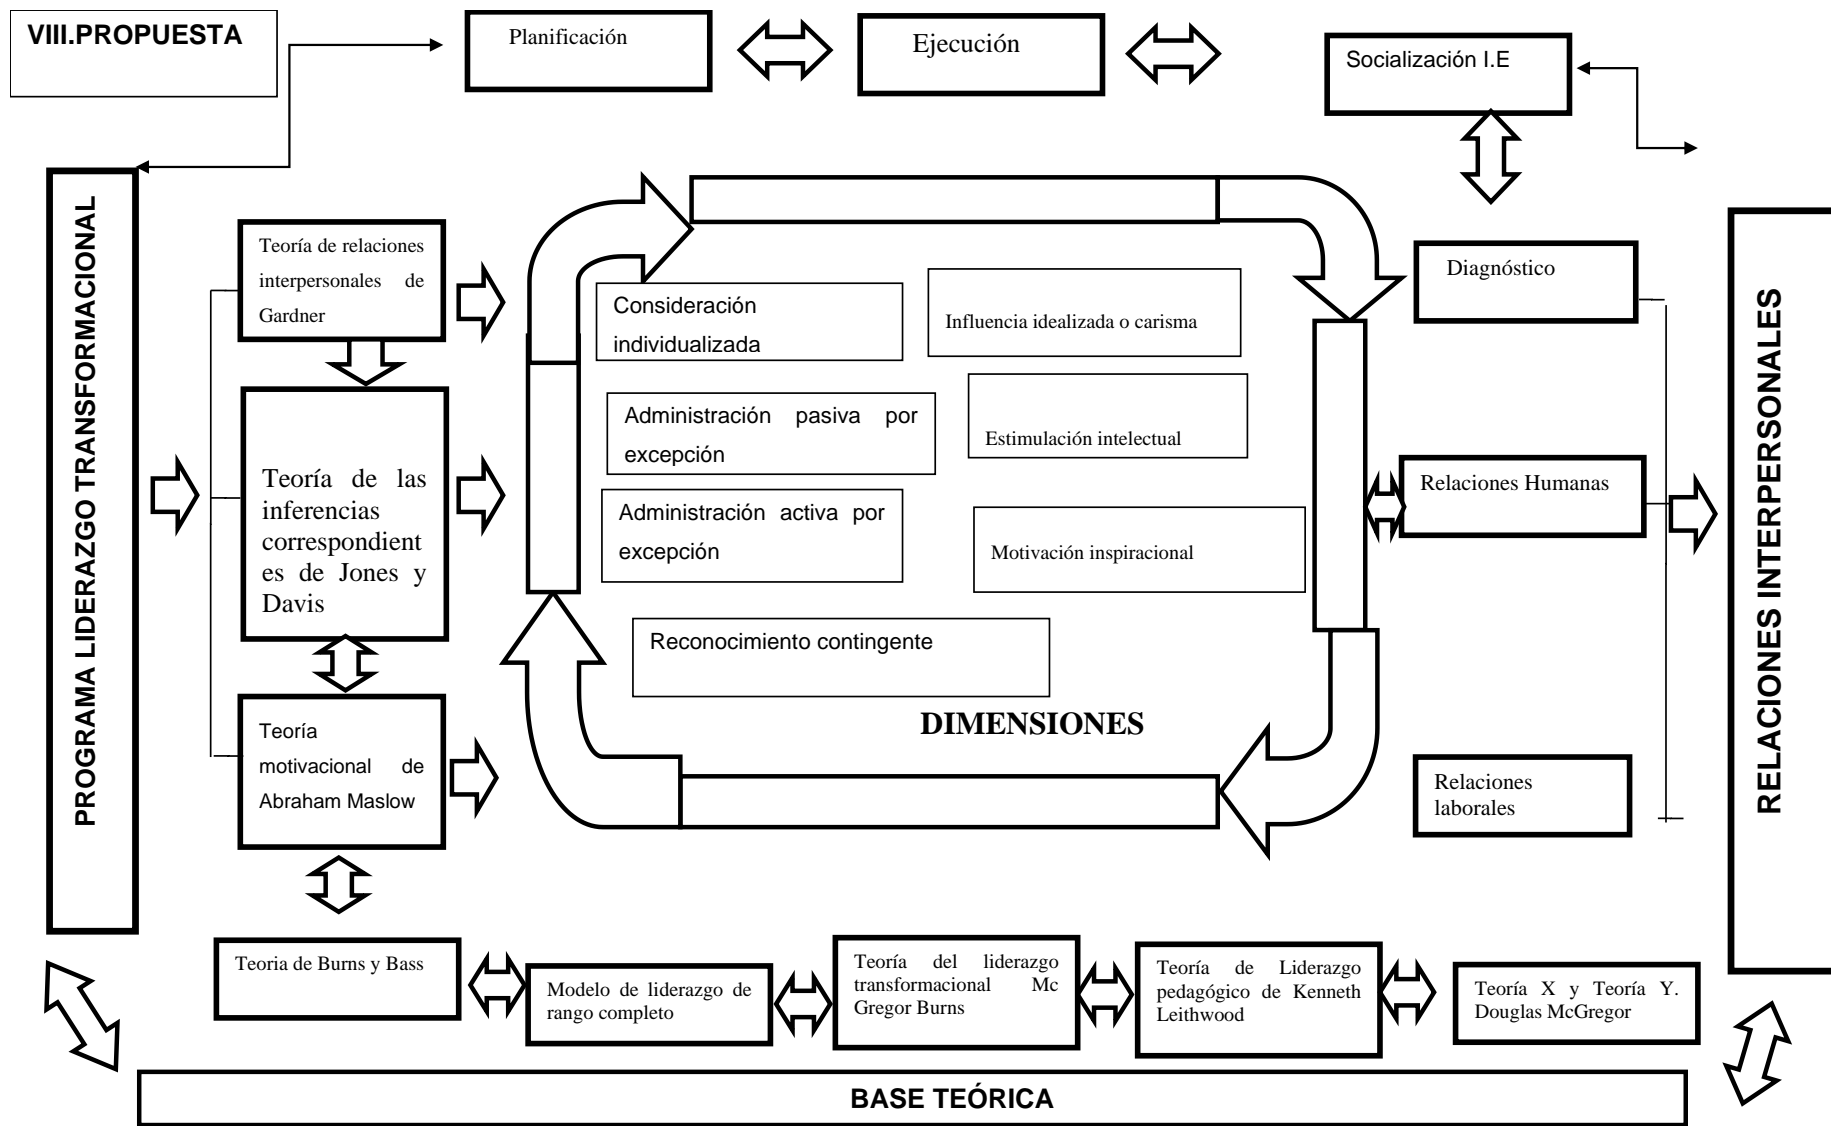 VIII.PROPUESTA
Planificación
Ejecución
Socialización I.E
PROGRAMA LIDERAZGO TRANSFORMACIONAL
Teoría de relaciones
interpersonales de
Gardner
Teoría de las
inferencias
correspondient
es de Jones y
Davis
Teoría
motivacional de
Abraham Maslow
Consideración
individualizada
Influencia idealizada o carisma
Administración pasiva por
excepción
Estimulación intelectual
Administración activa por
excepción
Motivación inspiracional
Reconocimiento contingente
DIMENSIONES
Diagnóstico
Relaciones Humanas
Relaciones
laborales
RELACIONES INTERPERSONALES
Teoria de Burns y Bass
Modelo de liderazgo de
rango completo
Teoría del liderazgo
transformacional Mc
Gregor Burns
Teoría de Liderazgo
pedagógico de Kenneth
Leithwood
Teoría X y Teoría Y.
Douglas McGregor
BASE TEÓRICA